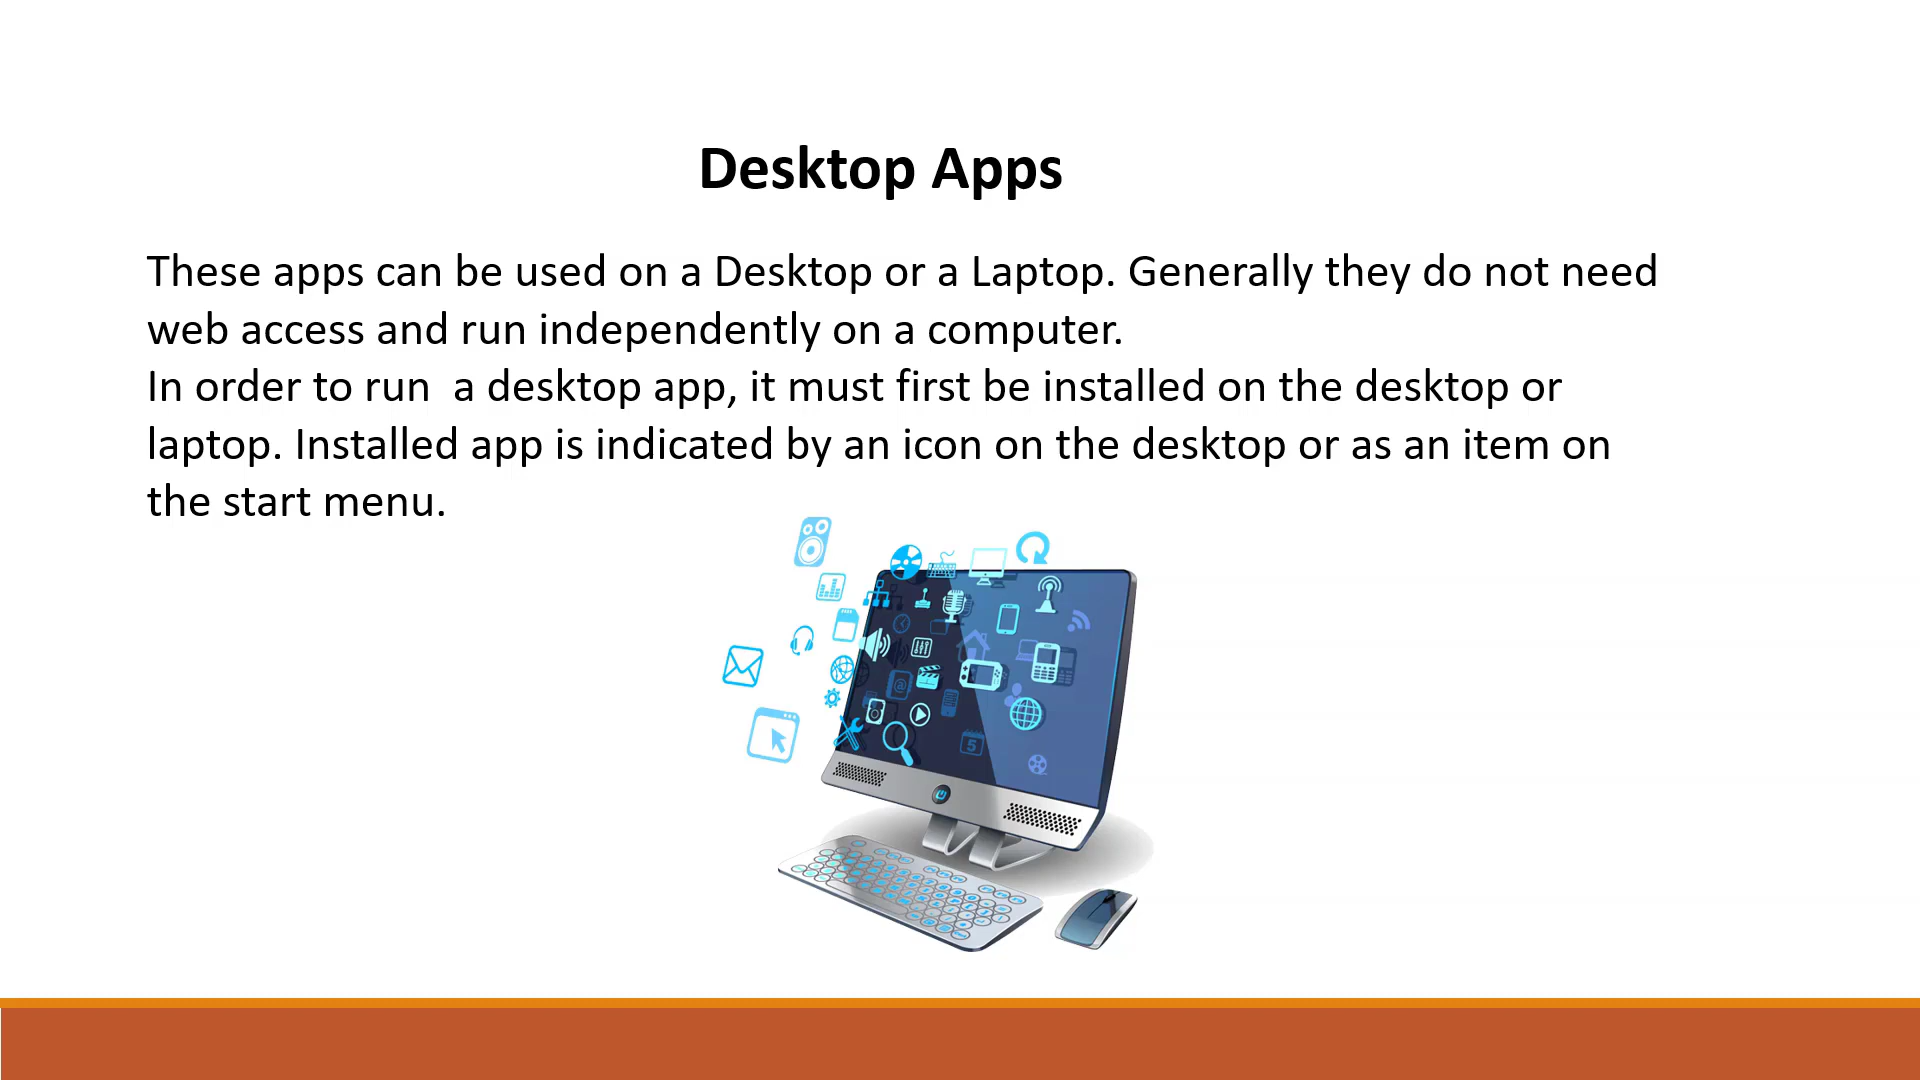 Desktop Apps
These apps can be used on a Desktop or a Laptop. Generally they do not need
web access and run independently on a computer.
In order to run  a desktop app, it must first be installed on the desktop or
laptop. Installed app is indicated by an icon on the desktop or as an item on
the start menu.
5